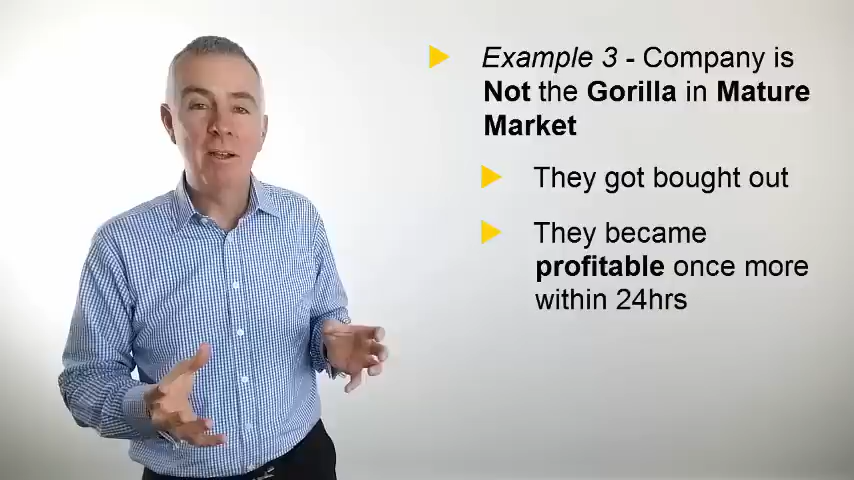 Example 3 - Company is
Not the Gorilla in Mature
Market
They got bought out
They became
profitable once more
within 24hrs